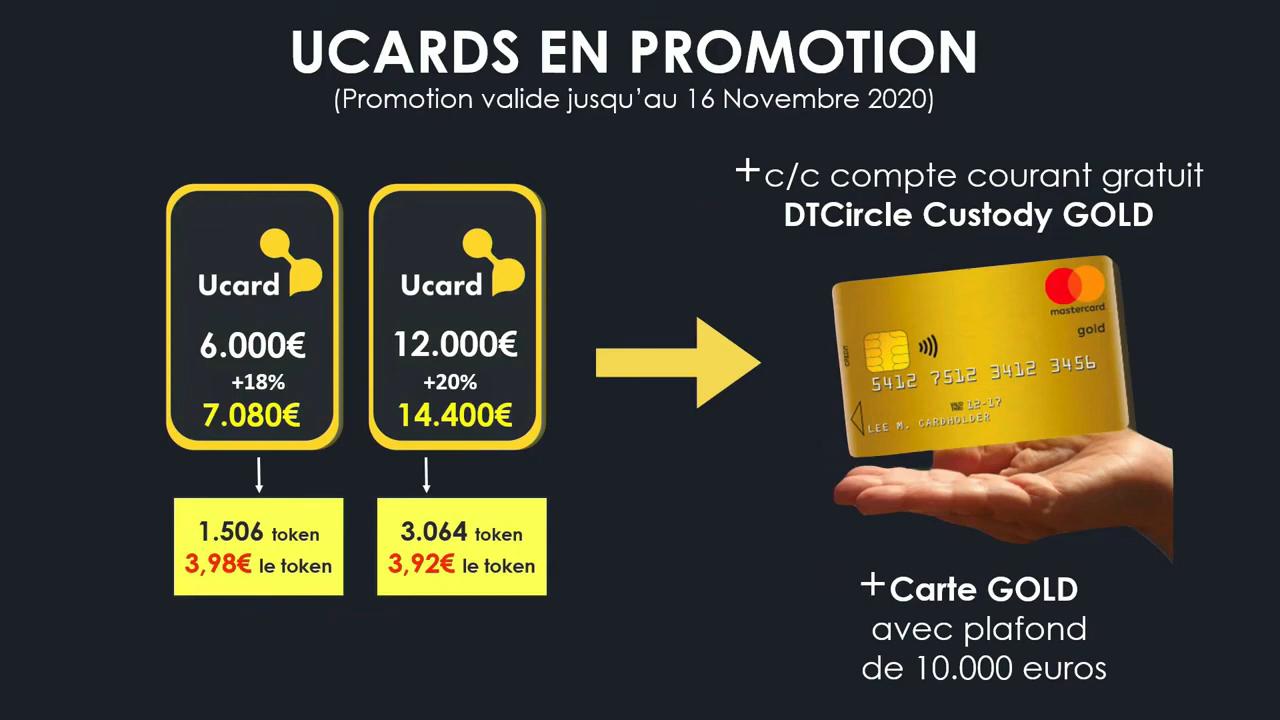 UCARDS EN PROMOTION
(Promotion valide jusqu'au 16 Novembre 2020)
Ucard
6.000€
+18%
7.080€
1.506 token
3,98€ le token
Ucard
12.000€
+20%
14.400€
3.064 token
3,92€ le token
+c/c compte courant gratuit
DTCircle Custody GOLD
mastercard
gold
CREDIT
5412 7512 3412 3456
VALID THRU 12-17
LEE M. CARDHOLDER
+Carte GOLD
avec plafond
de 10.000 euros